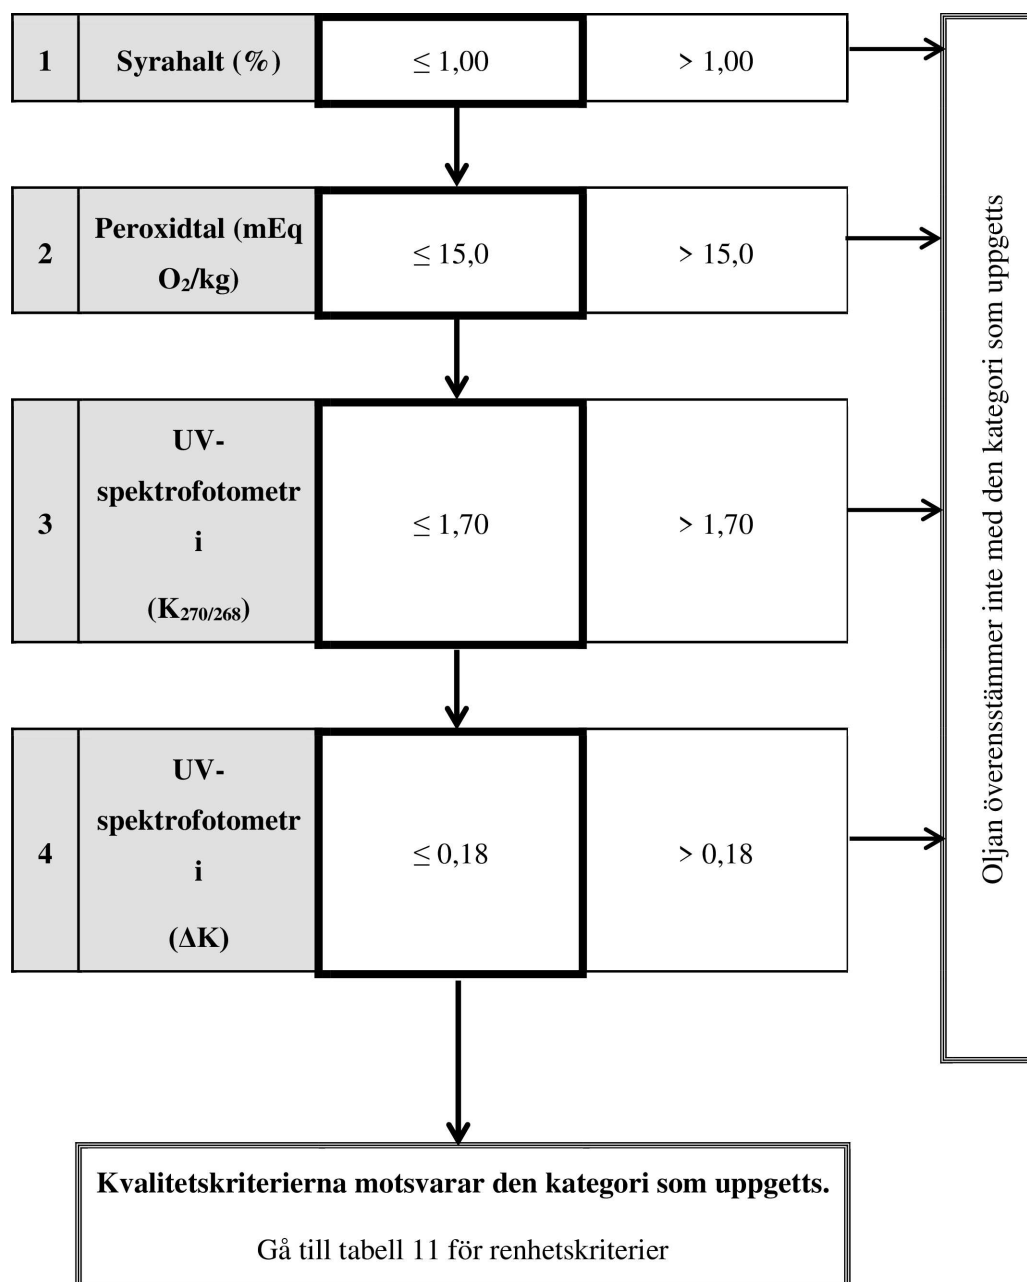 1 Syrahalt (%) ≤ 1,00 > 1,00
2 Peroxidtal (mEq
O₂/kg) ≤ 15,0 > 15,0
3 UV-
spektrofotometr
i
(K₂₇₀/₂₆₈) ≤ 1,70 > 1,70
4 UV-
spektrofotometr
i
(ΔK) ≤ 0,18 > 0,18
Oljan överensstämmer inte med den kategori som uppgetts
Kvalitetskriterierna motsvarar den kategori som uppgetts.
Gå till tabell 11 för renhetskriterier